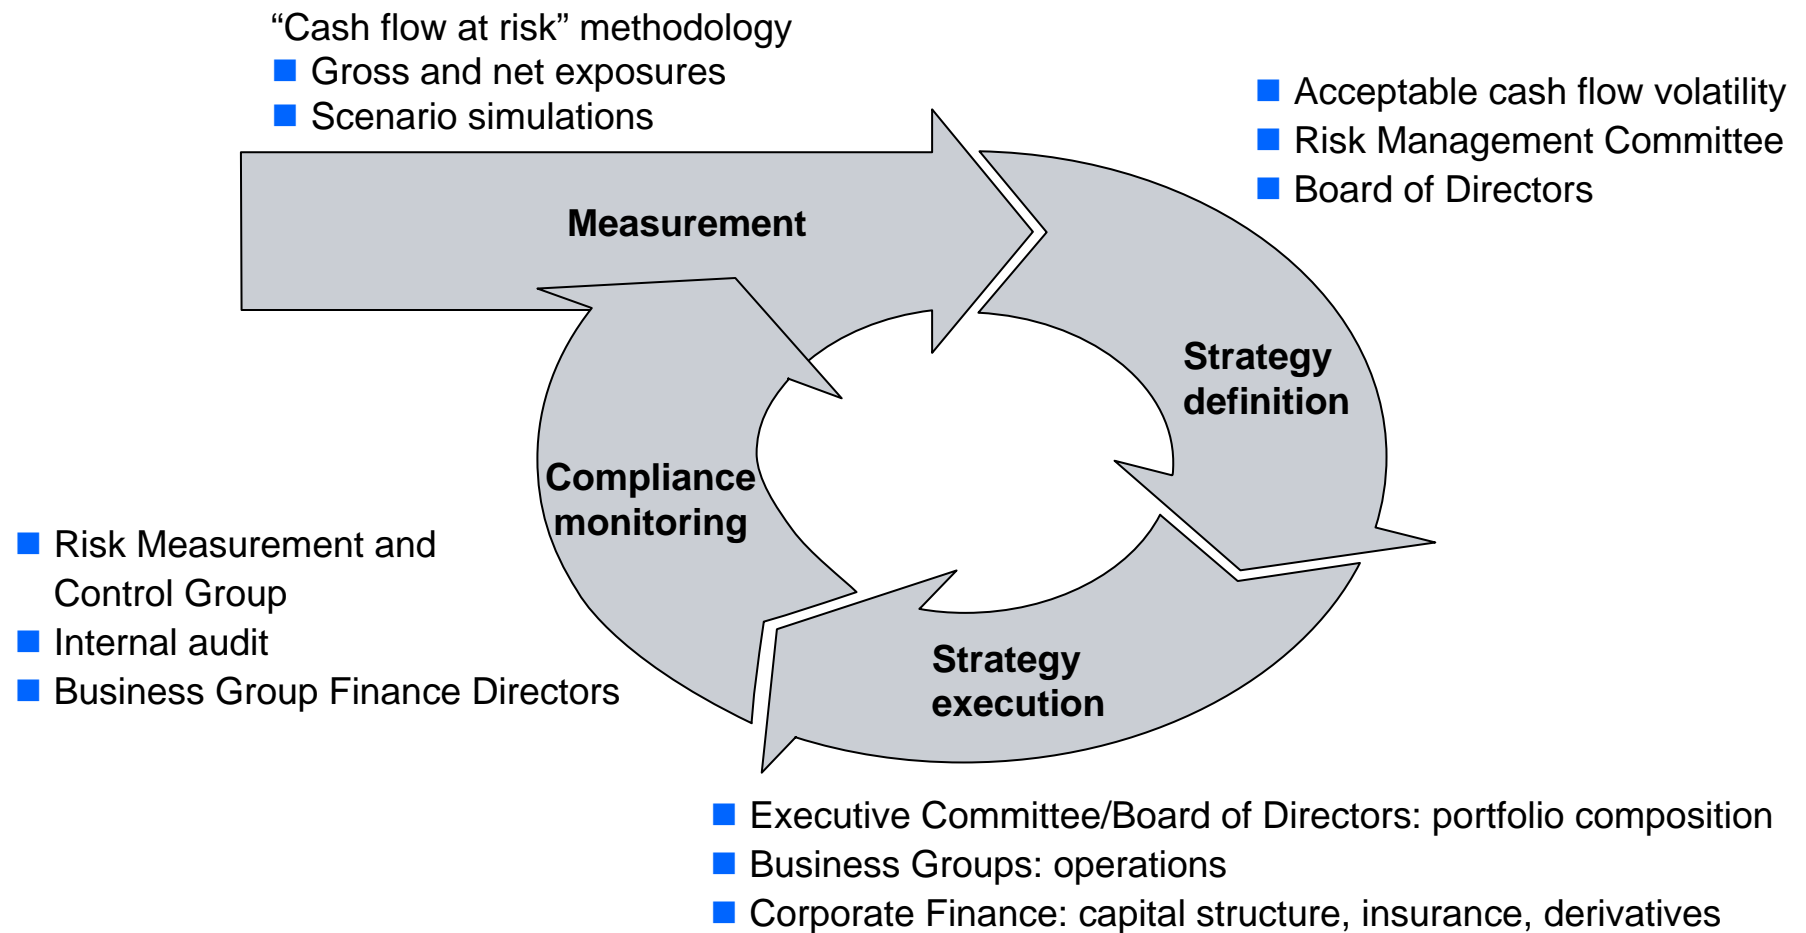 “Cash flow at risk” methodology
Gross and net exposures
Scenario simulations
Acceptable cash flow volatility
Risk Management Committee
Board of Directors
Measurement
Strategy
definition
Compliance
monitoring
Risk Measurement and
Control Group
Internal audit
Business Group Finance Directors
Strategy
execution
Executive Committee/Board of Directors: portfolio composition
Business Groups: operations
Corporate Finance: capital structure, insurance, derivatives